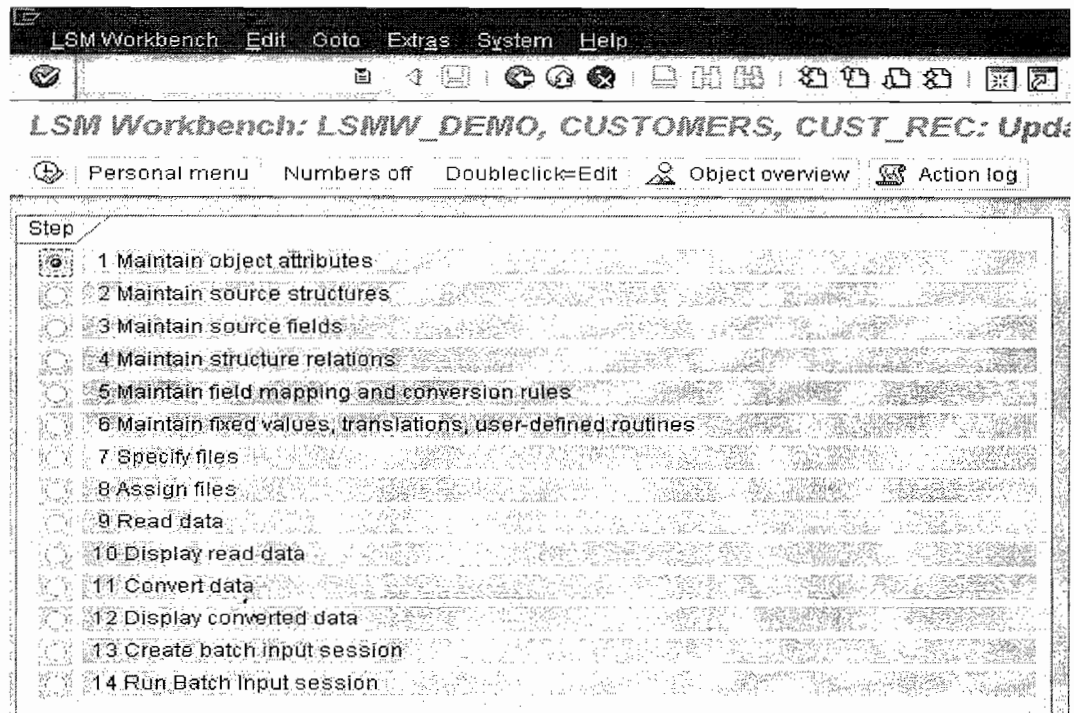 LSM Workbench Edit Goto Extras System Help
LSM Workbench: LSMW_DEMO, CUSTOMERS, CUST_REC: Upda
Personal menu Numbers off Doubleclick=Edit Object overview Action log
Step
1 Maintain object attributes
2 Maintain source structures
3 Maintain source fields
4 Maintain structure relations
5 Maintain field mapping and conversion rules
6 Maintain fixed values, translations, user-defined routines
7 Specify files
8 Assign files
9 Read data
10 Display read data
11 Convert data
12 Display converted data
13 Create batch input session
14 Run Batch Input session